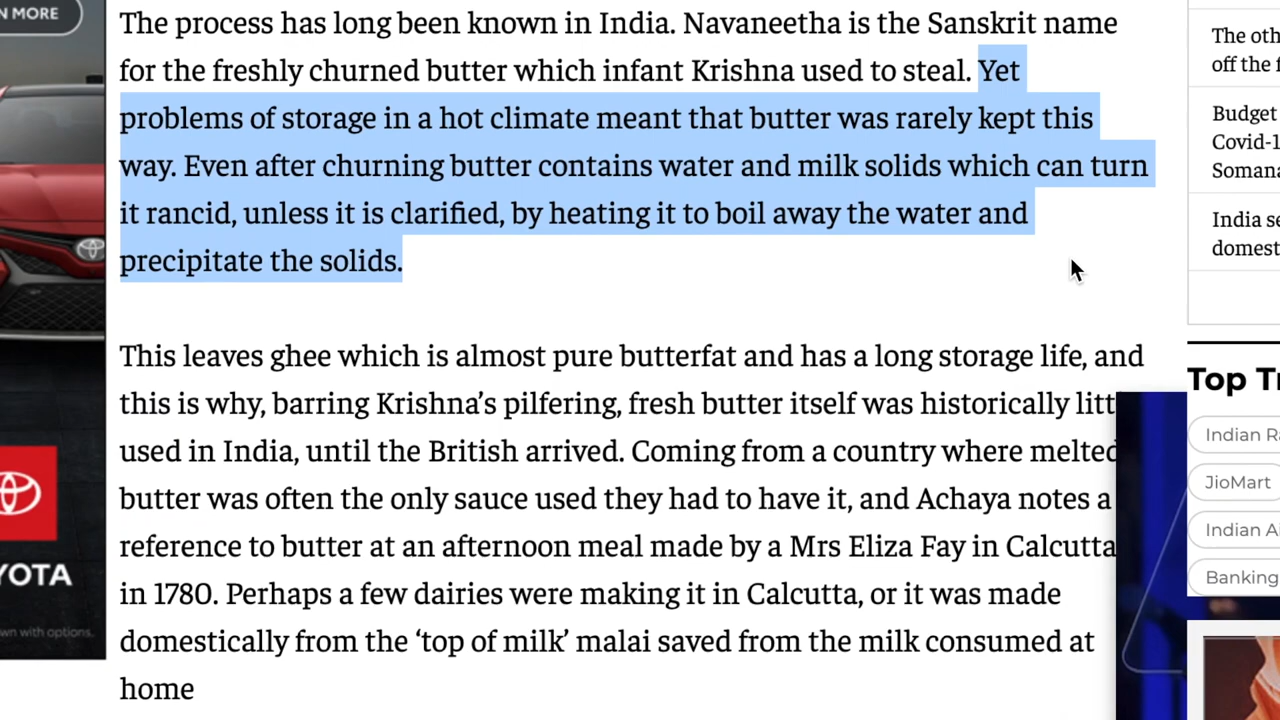 N MORE
The process has long been known in India. Navaneetha is the Sanskrit name
for the freshly churned butter which infant Krishna used to steal. Yet
problems of storage in a hot climate meant that butter was rarely kept this
way. Even after churning butter contains water and milk solids which can turn
it rancid, unless it is clarified, by heating it to boil away the water and
precipitate the solids.
This leaves ghee which is almost pure butterfat and has a long storage life, and
this is why, barring Krishna’s pilfering, fresh butter itself was historically litt
used in India, until the British arrived. Coming from a country where melted
butter was often the only sauce used they had to have it, and Achaya notes a
reference to butter at an afternoon meal made by a Mrs Eliza Fay in Calcutta
in 1780. Perhaps a few dairies were making it in Calcutta, or it was made
domestically from the ‘top of milk’ malai saved from the milk consumed at
home
YOTA
wn with options.
The oth
off the f
Budget
Covid-1
Somana
India se
domest
Top Tr
Indian Ra
JioMart
Indian Ai
Banking